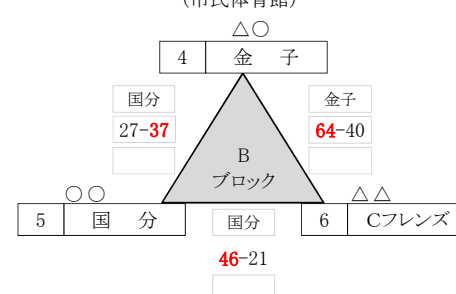 (市民体育館)
△○
4 金 子
国分 金子
27-37 64-40
B
ブロック
○○ △△
5 国 分 国分 6 Cフレンズ
46-21